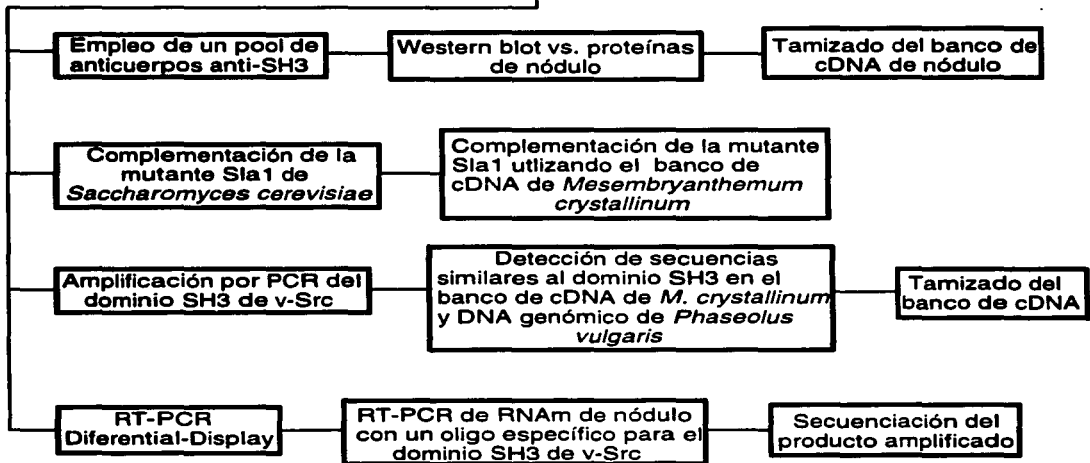 Empleo de un pool de
anticuerpos anti-SH3
Western blot vs. proteínas
de nódulo
Tamizado del banco de
cDNA de nódulo
Complementación de la
mutante Sla1 de
Saccharomyces cerevisiae
Complementación de la mutante
Sla1 utlizando el banco de
cDNA de Mesembryanthemum
crystallinum
Amplificación por PCR del
dominio SH3 de v-Src
Detección de secuencias
similares al dominio SH3 en el
banco de cDNA de M. crystallinum
y DNA genómico de Phaseolus
vulgaris
Tamizado del
banco de cDNA
RT-PCR
Diferential-Display
RT-PCR de RNAm de nódulo
con un oligo específico para el
dominio SH3 de v-Src
Secuenciación del
producto amplificado